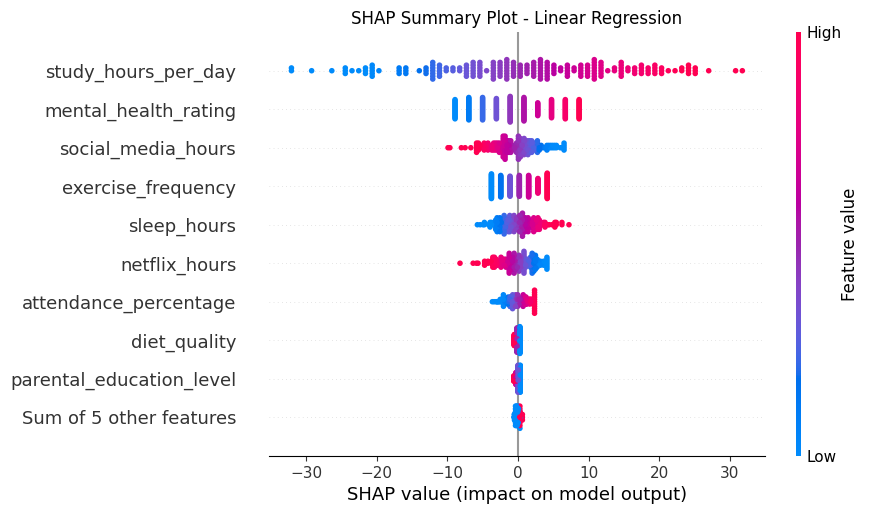 SHAP Summary Plot - Linear Regression
High
study_hours_per_day
mental_health_rating
social_media_hours
exercise_frequency
sleep_hours
netflix_hours
attendance_percentage
diet_quality
parental_education_level
Sum of 5 other features
Feature value
Low
−30 −20 −10 0 10 20 30
SHAP value (impact on model output)